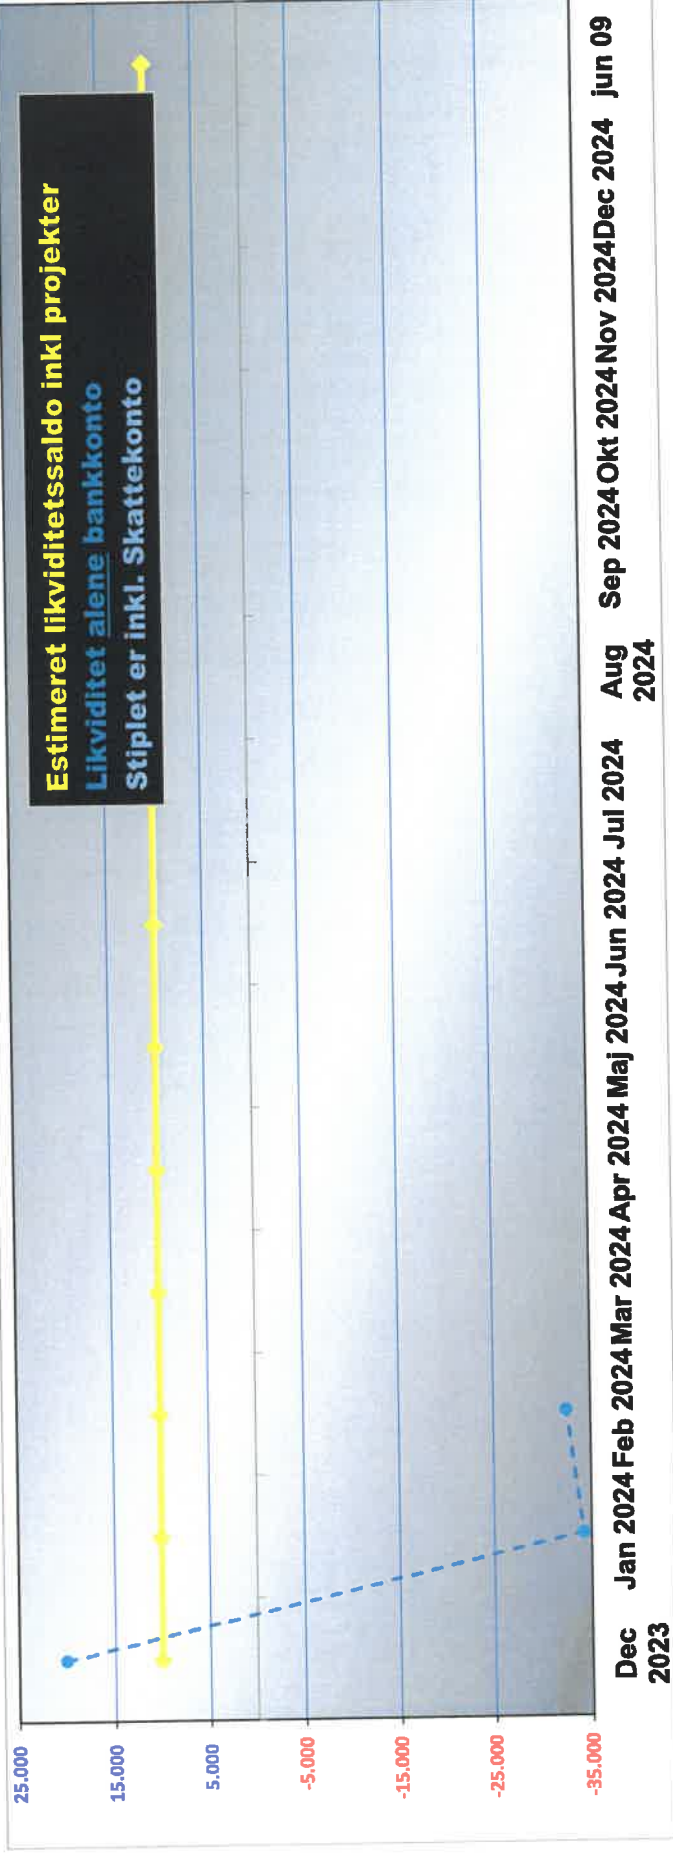 Estimeret likviditetssaldo inkl projekter
Likviditet alene bankkonto
Stiplet er inkl. Skattekonto
25.000
15.000
5.000
-5.000
-15.000
-25.000
-35.000
Dec 2023 Jan 2024 Feb 2024 Mar 2024 Apr 2024 Maj 2024 Jun 2024 Jul 2024 Aug 2024 Sep 2024 Okt 2024 Nov 2024 Dec 2024 jun 09